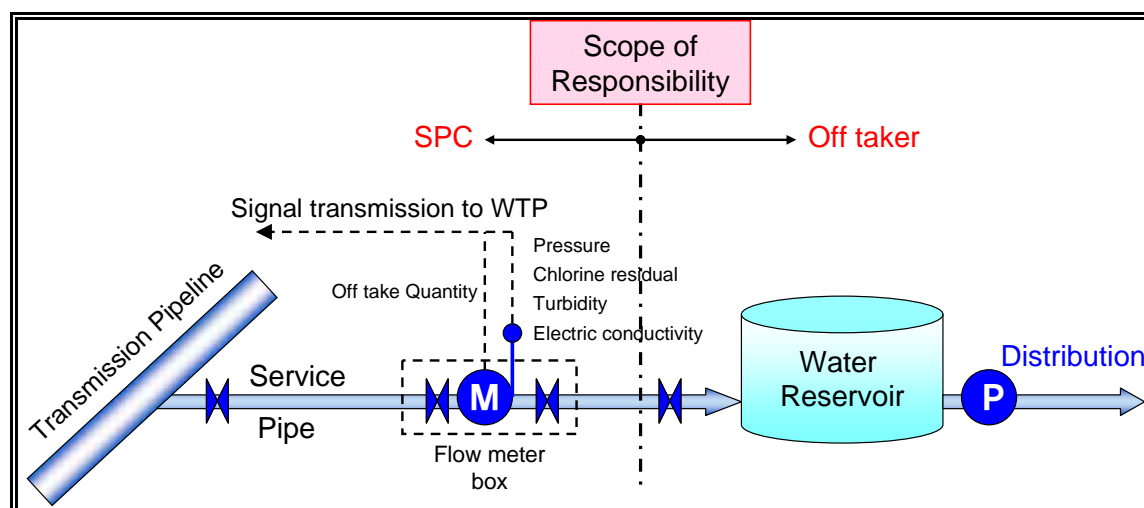 Scope of
Responsibility
SPC
Off taker
Signal transmission to WTP
Pressure
Chlorine residual
Turbidity
Electric conductivity
Off take Quantity
Transmission Pipeline
Service
Pipe
M
Flow meter
box
Water
Reservoir
P
Distribution